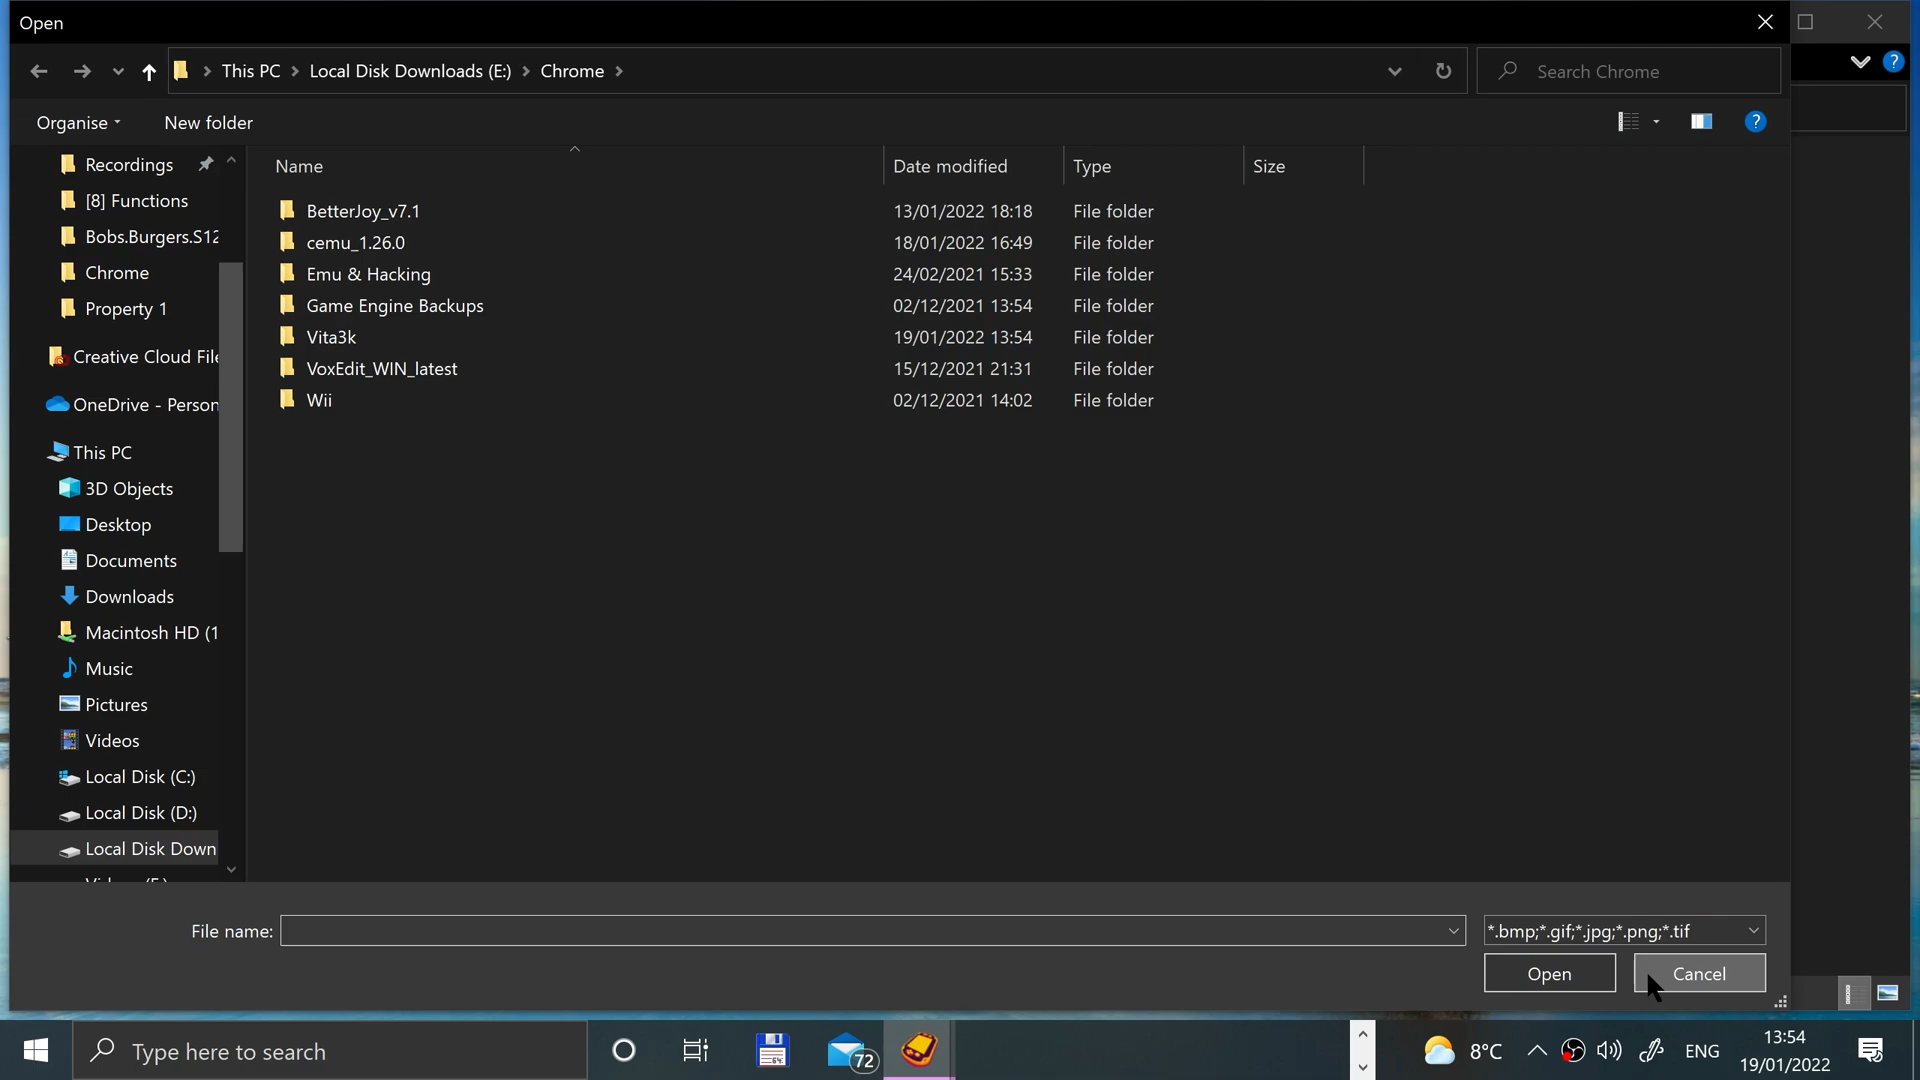 Open
This PC
Local Disk Downloads (E:)
Chrome
Search Chrome
?
Organise
New folder
?
Recordings
[8] Functions
Bobs.Burgers.S12
Chrome
Property 1
Creative Cloud File
OneDrive - Person
This PC
3D Objects
Desktop
Documents
Downloads
Macintosh HD (1
Music
Pictures
Videos
Local Disk (C:)
Local Disk (D:)
Local Disk Down
Name Date modified Type Size
BetterJoy_v7.1 13/01/2022 18:18 File folder
cemu_1.26.0 18/01/2022 16:49 File folder
Emu & Hacking 24/02/2021 15:33 File folder
Game Engine Backups 02/12/2021 13:54 File folder
Vita3k 19/01/2022 13:54 File folder
VoxEdit_WIN_latest 15/12/2021 21:31 File folder
Wii 02/12/2021 14:02 File folder
File name:
*.bmp;*.gif;*.jpg;*.png;*.tif
Open
Cancel
Type here to search
64
72
8°C
ENG
13:54
19/01/2022